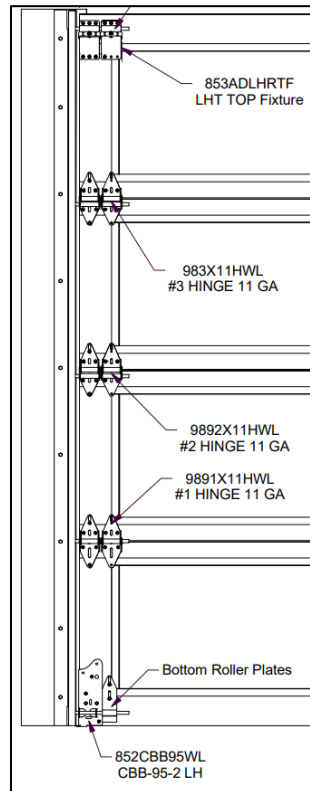 853ADLHRTF
LHT TOP Fixture
983X11HWL
#3 HINGE 11 GA
9892X11HWL
#2 HINGE 11 GA
9891X11HWL
#1 HINGE 11 GA
Bottom Roller Plates
852CBB95WL
CBB-95-2 LH